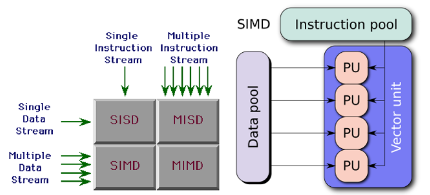 Single
Instruction
Stream
Multiple
Instruction
Stream
Single
Data
Stream
Multiple
Data
Stream
SISD
MISD
SIMD
MIMD
SIMD
Instruction pool
Data pool
PU
PU
PU
PU
Vector unit